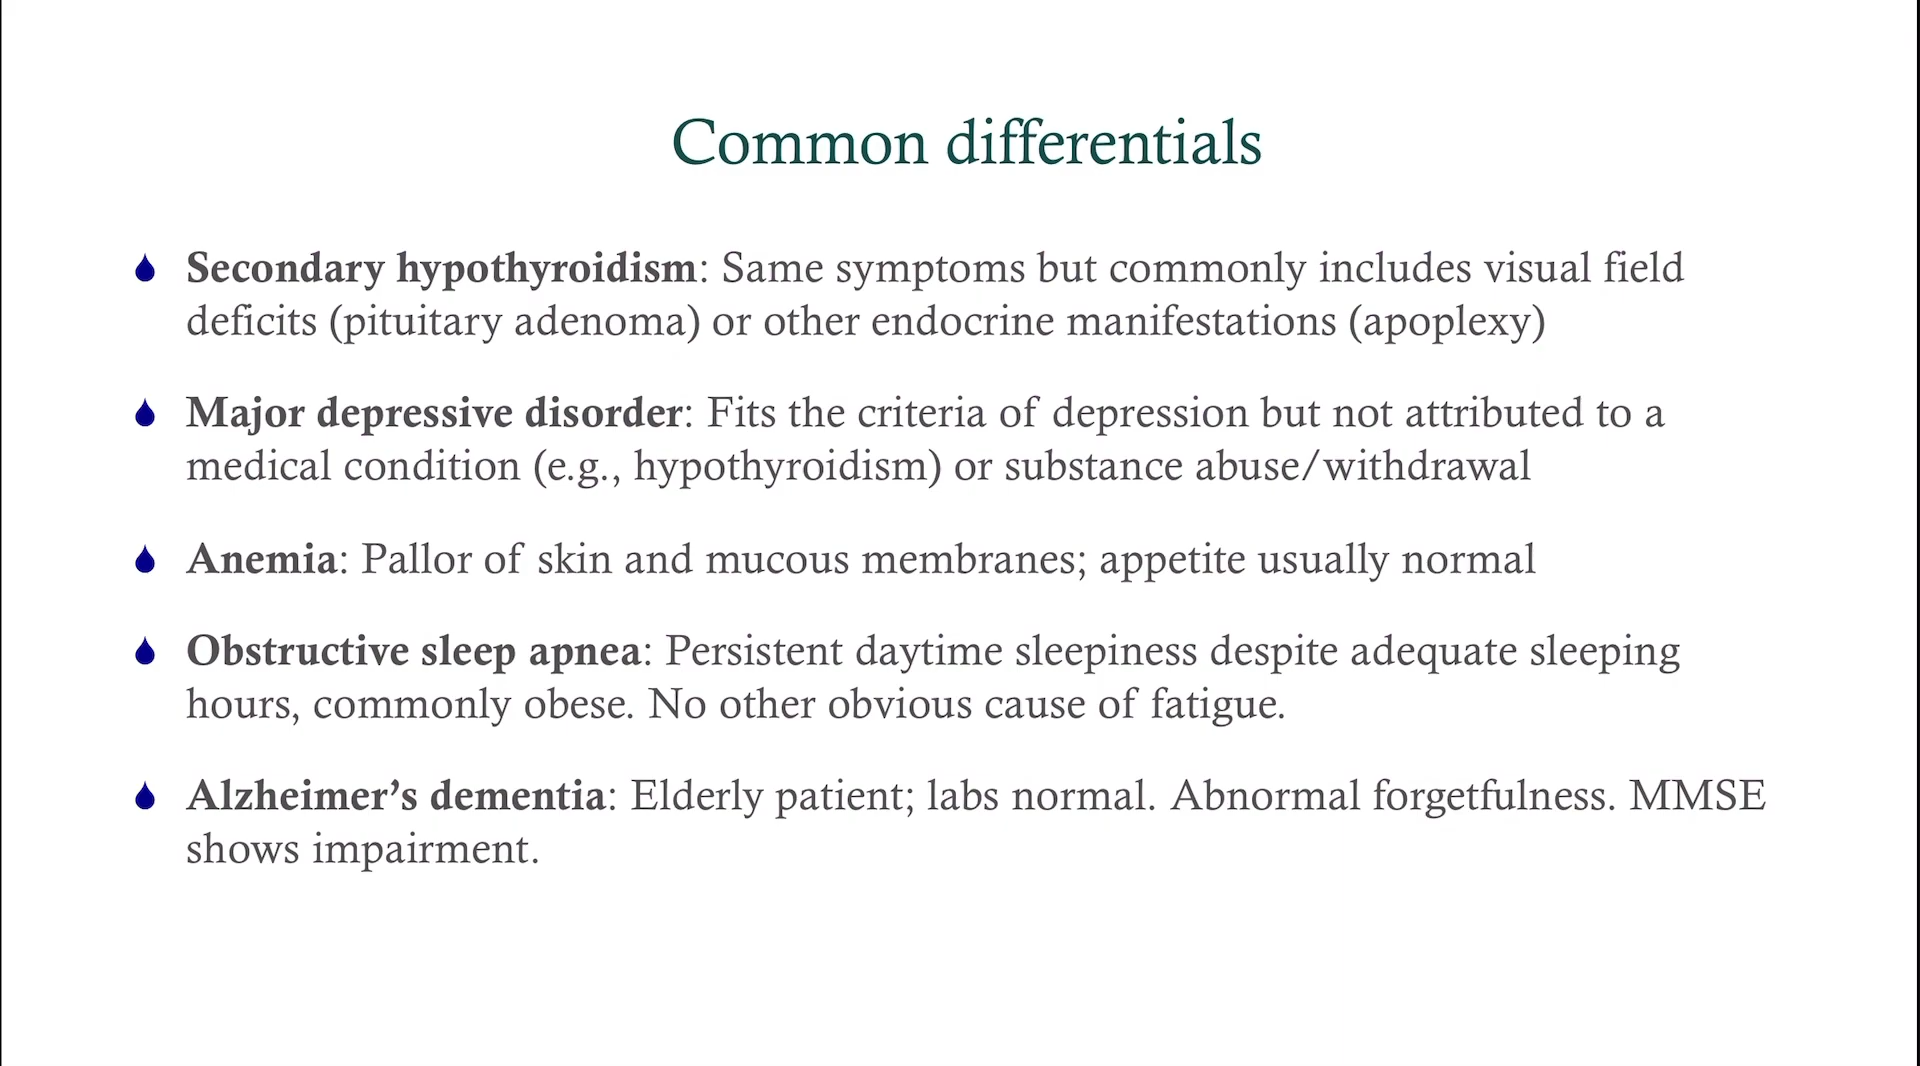 Common differentials
Secondary hypothyroidism: Same symptoms but commonly includes visual field
deficits (pituitary adenoma) or other endocrine manifestations (apoplexy)
Major depressive disorder: Fits the criteria of depression but not attributed to a
medical condition (e.g., hypothyroidism) or substance abuse/withdrawal
Anemia: Pallor of skin and mucous membranes; appetite usually normal
Obstructive sleep apnea: Persistent daytime sleepiness despite adequate sleeping
hours, commonly obese. No other obvious cause of fatigue.
Alzheimer’s dementia: Elderly patient; labs normal. Abnormal forgetfulness. MMSE
shows impairment.